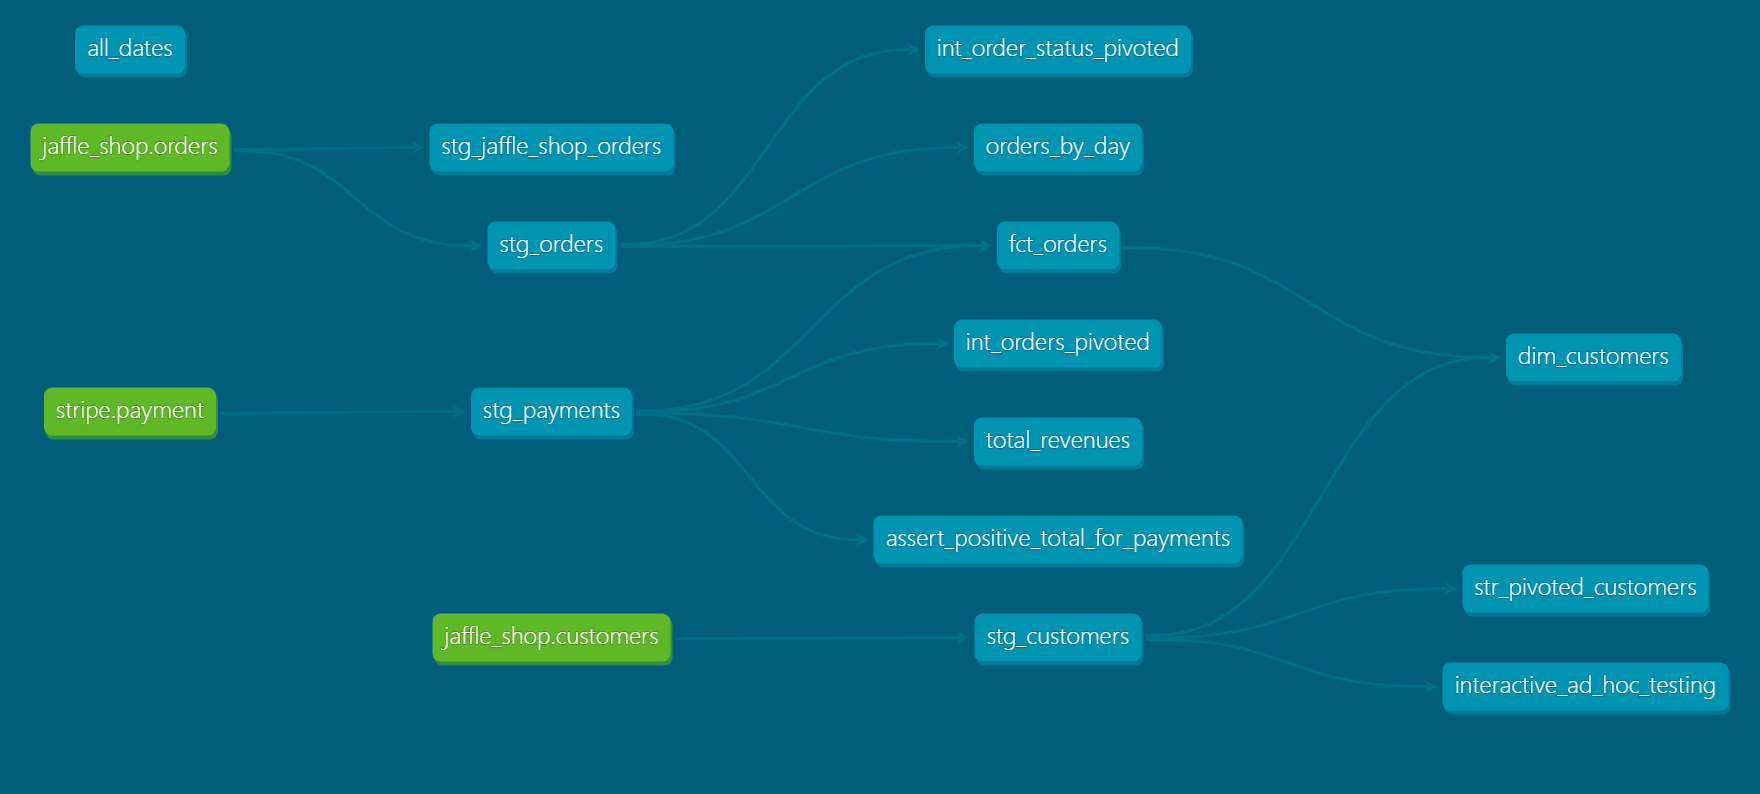 all_dates
int_order_status_pivoted
jaffle_shop.orders
stg_jaffle_shop_orders
orders_by_day
stg_orders
fct_orders
int_orders_pivoted
dim_customers
stripe.payment
stg_payments
total_revenues
assert_positive_total_for_payments
str_pivoted_customers
jaffle_shop.customers
stg_customers
interactive_ad_hoc_testing